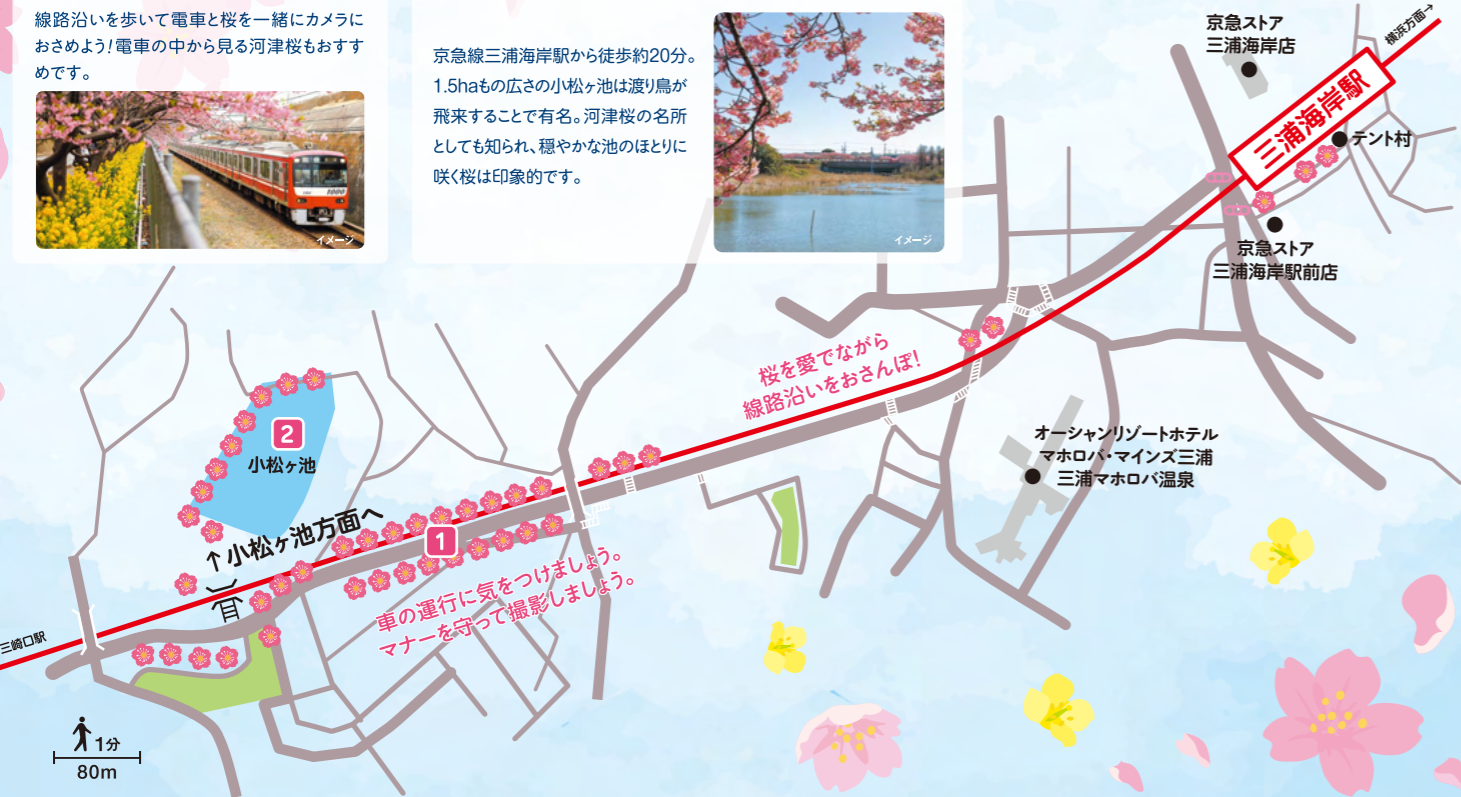 線路沿いを歩いて電車と桜を一緒にカメラに
おさめよう!電車の中から見る河津桜もおすす
めです。
イメージ
京急線三浦海岸駅から徒歩約20分。
1.5haもの広さの小松ヶ池は渡り鳥が
飛来することで有名。河津桜の名所
としても知られ、穏やかな池のほとりに
咲く桜は印象的です。
イメージ
京急ストア
三浦海岸店
横浜方面→
三浦海岸駅
テント村
京急ストア
三浦海岸駅前店
桜を愛でながら
線路沿いをおさんぽ!
オーシャンリゾートホテル
マホロバ・マインズ三浦
三浦マホロバ温泉
2
小松ヶ池
↑小松ヶ池方面へ
1
車の運行に気をつけましょう。
マナーを守って撮影しましょう。
三崎口駅
1分
80m